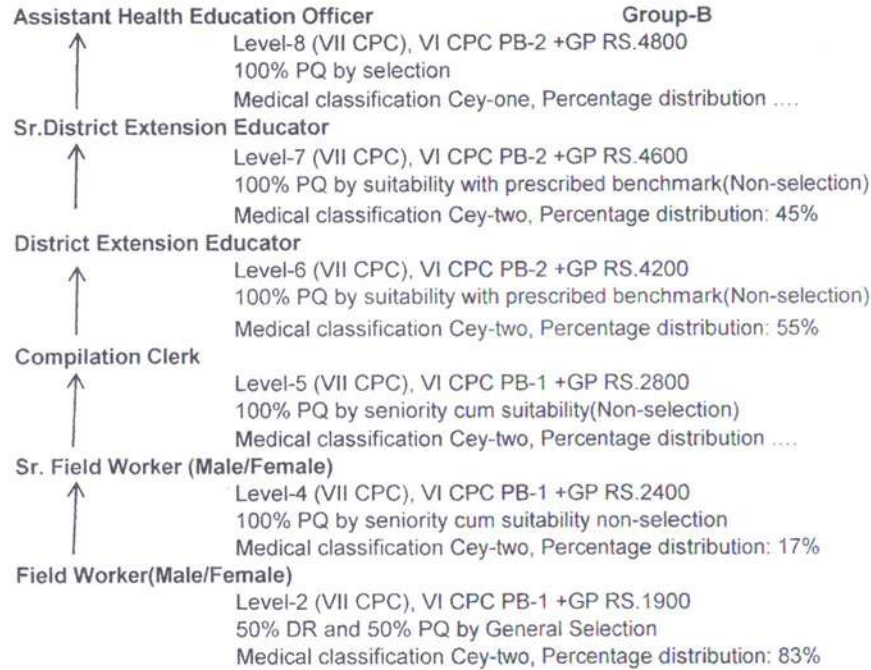 Assistant Health Education Officer Group-B
Level-8 (VII CPC), VI CPC PB-2 +GP RS.4800
100% PQ by selection
Medical classification Cey-one, Percentage distribution ....
Sr.District Extension Educator
Level-7 (VII CPC), VI CPC PB-2 +GP RS.4600
100% PQ by suitability with prescribed benchmark(Non-selection)
Medical classification Cey-two, Percentage distribution: 45%
District Extension Educator
Level-6 (VII CPC), VI CPC PB-2 +GP RS.4200
100% PQ by suitability with prescribed benchmark(Non-selection)
Medical classification Cey-two, Percentage distribution: 55%
Compilation Clerk
Level-5 (VII CPC), VI CPC PB-1 +GP RS.2800
100% PQ by seniority cum suitability(Non-selection)
Medical classification Cey-two, Percentage distribution ....
Sr. Field Worker (Male/Female)
Level-4 (VII CPC), VI CPC PB-1 +GP RS.2400
100% PQ by seniority cum suitability non-selection
Medical classification Cey-two, Percentage distribution: 17%
Field Worker(Male/Female)
Level-2 (VII CPC), VI CPC PB-1 +GP RS.1900
50% DR and 50% PQ by General Selection
Medical classification Cey-two, Percentage distribution: 83%